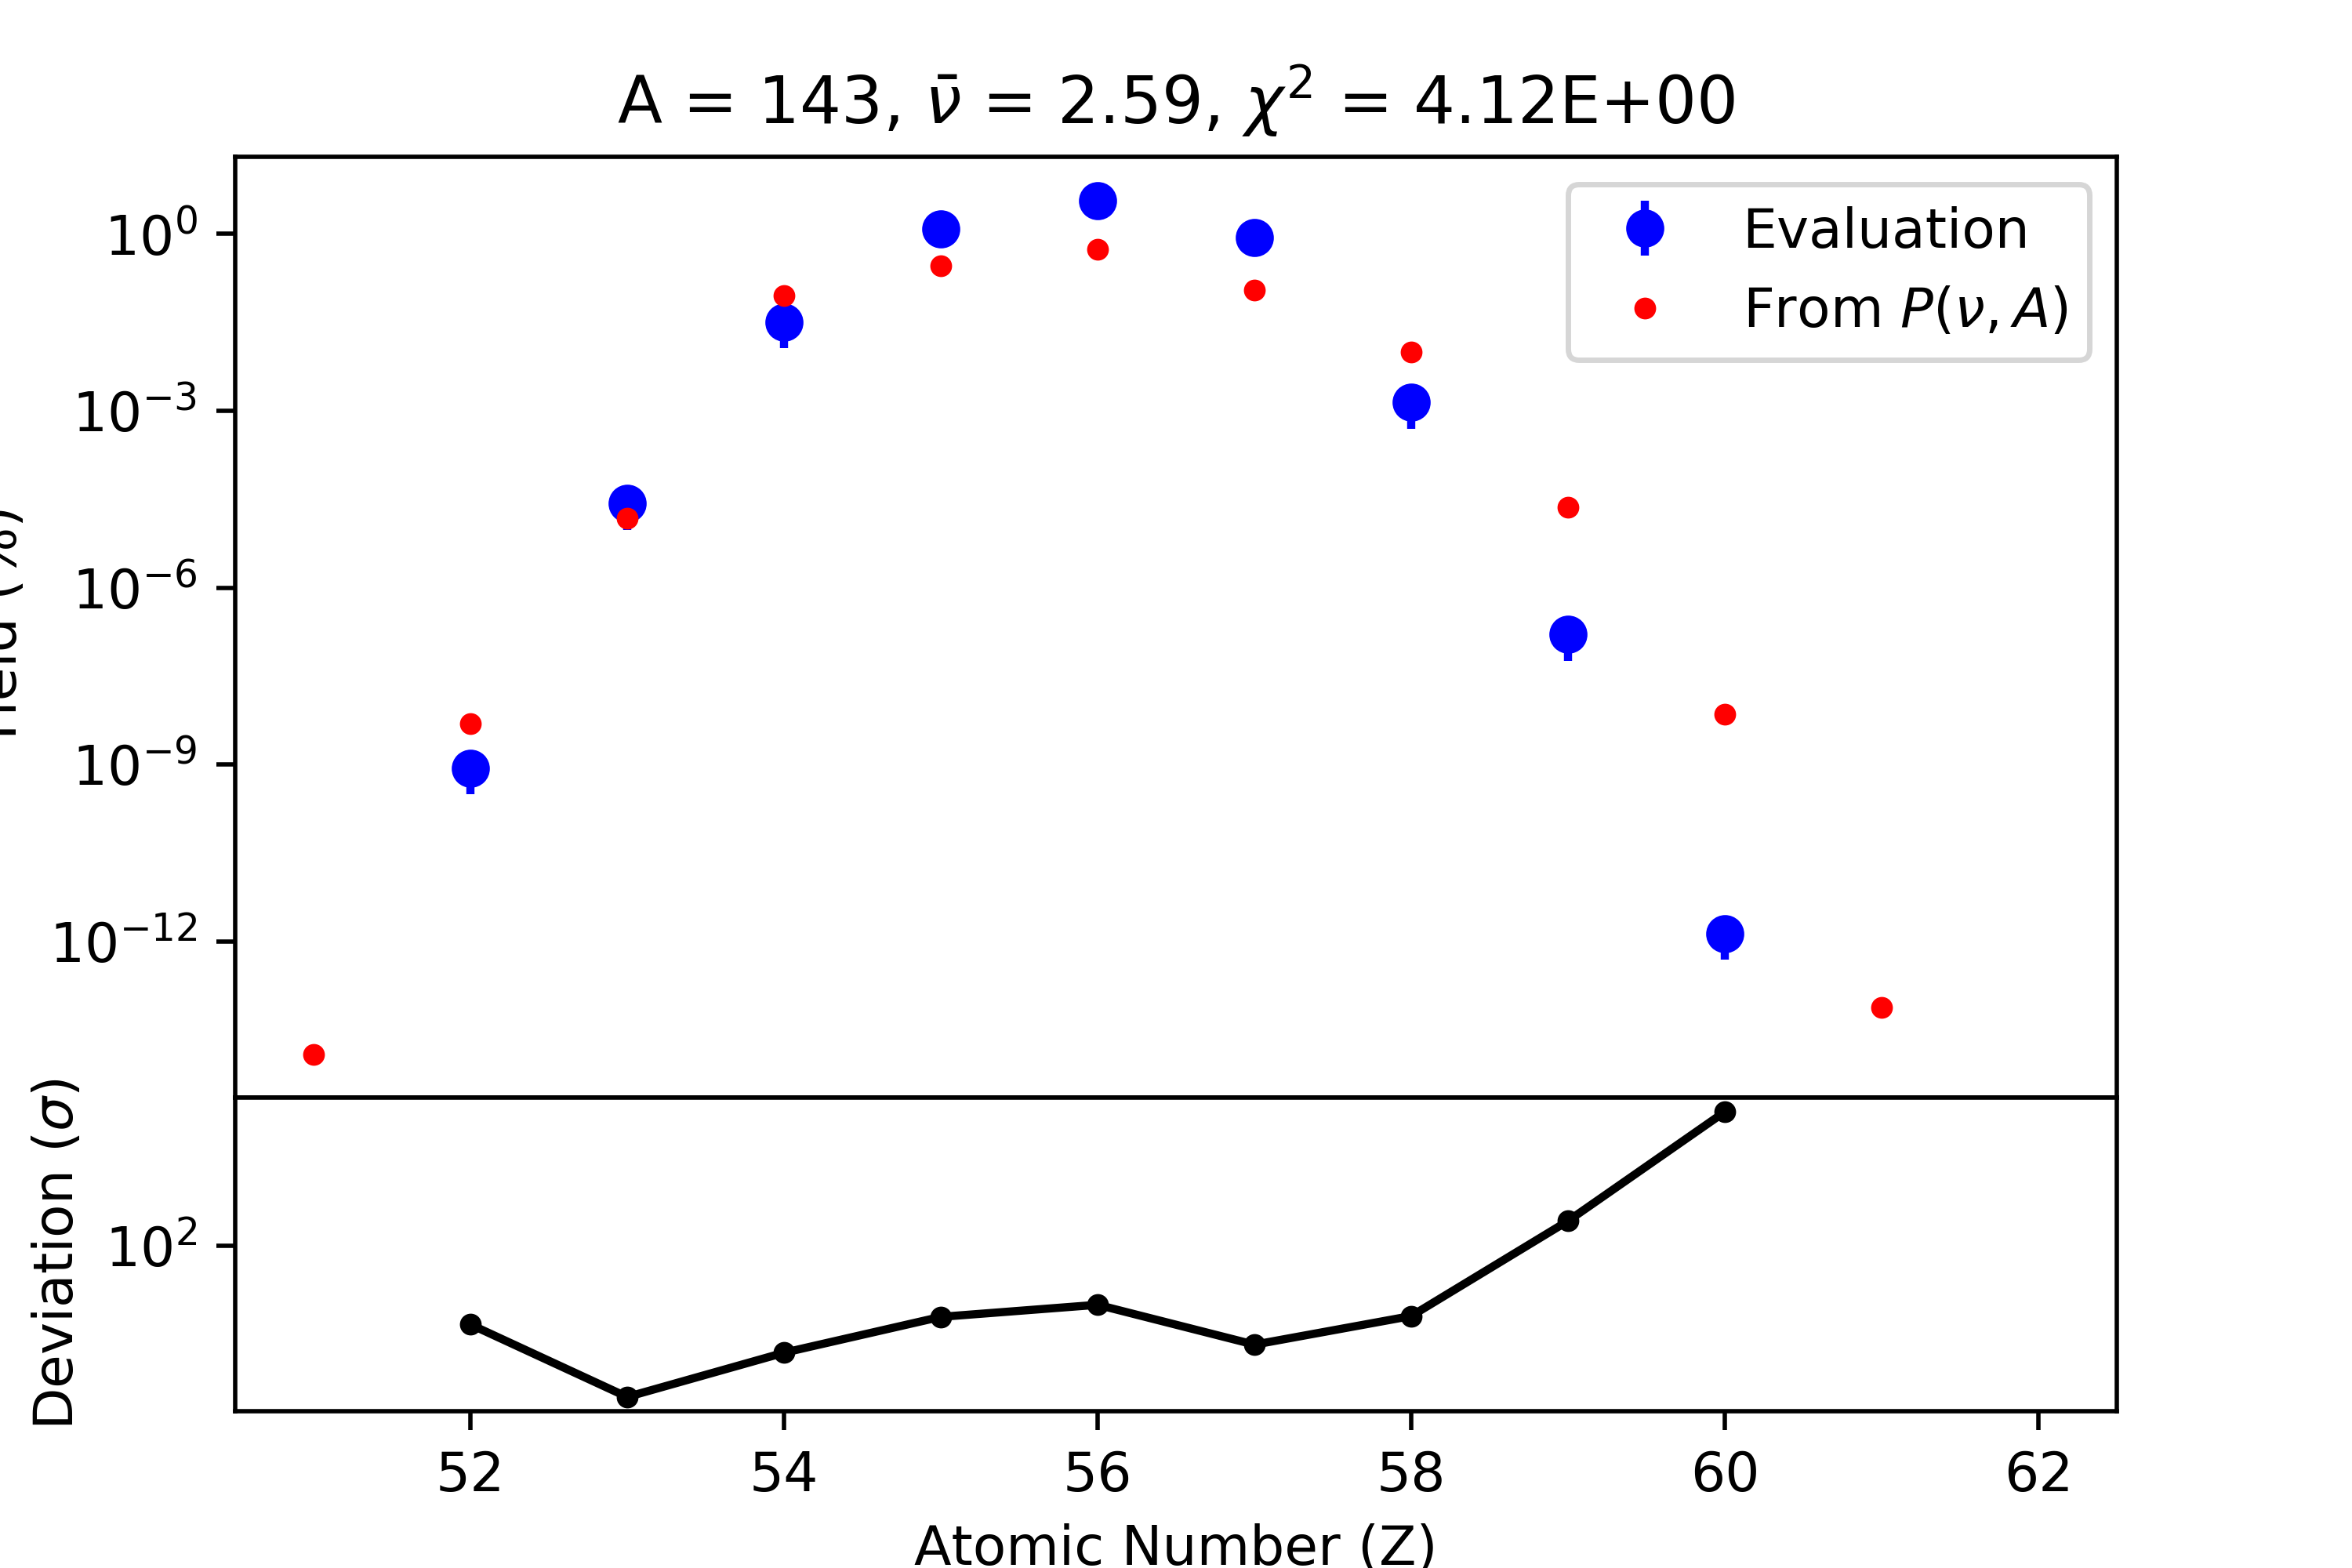 A = 143, ν̄ = 2.59, χ² = 4.12E+00
Evaluation
From P(ν, A)
10⁰
10⁻³
10⁻⁶
10⁻⁹
10⁻¹²
(%)
10²
Deviation (σ)
52 54 56 58 60 62
Atomic Number (Z)